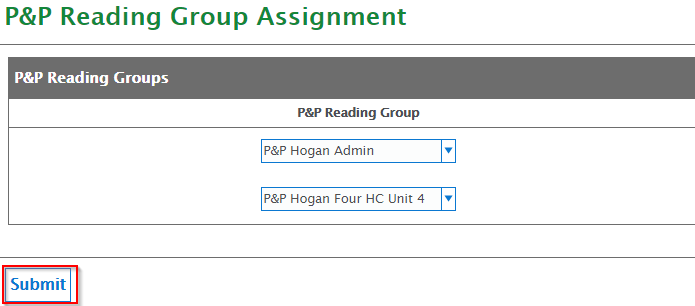 P&P Reading Group Assignment
P&P Reading Groups
P&P Reading Group
P&P Hogan Admin
P&P Hogan Four HC Unit 4
Submit